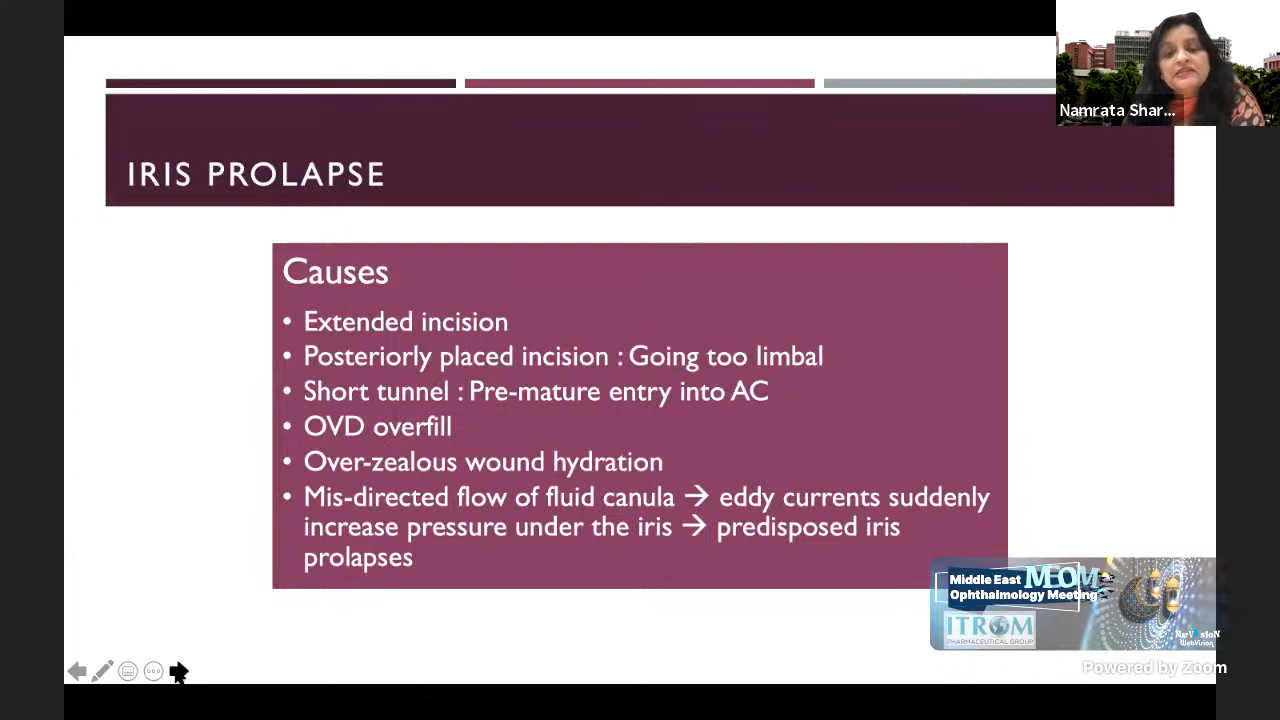 Namrata Shar...
IRIS PROLAPSE
Causes
• Extended incision
• Posteriorly placed incision : Going too limbal
• Short tunnel : Pre-mature entry into AC
• OVD overfill
• Over-zealous wound hydration
• Mis-directed flow of fluid canula → eddy currents suddenly
increase pressure under the iris → predisposed iris
prolapses
Middle East MEOM
Ophthalmology Meeting
ITROM
PHARMACEUTICAL GROUP
WebVision
Powered by Zoom